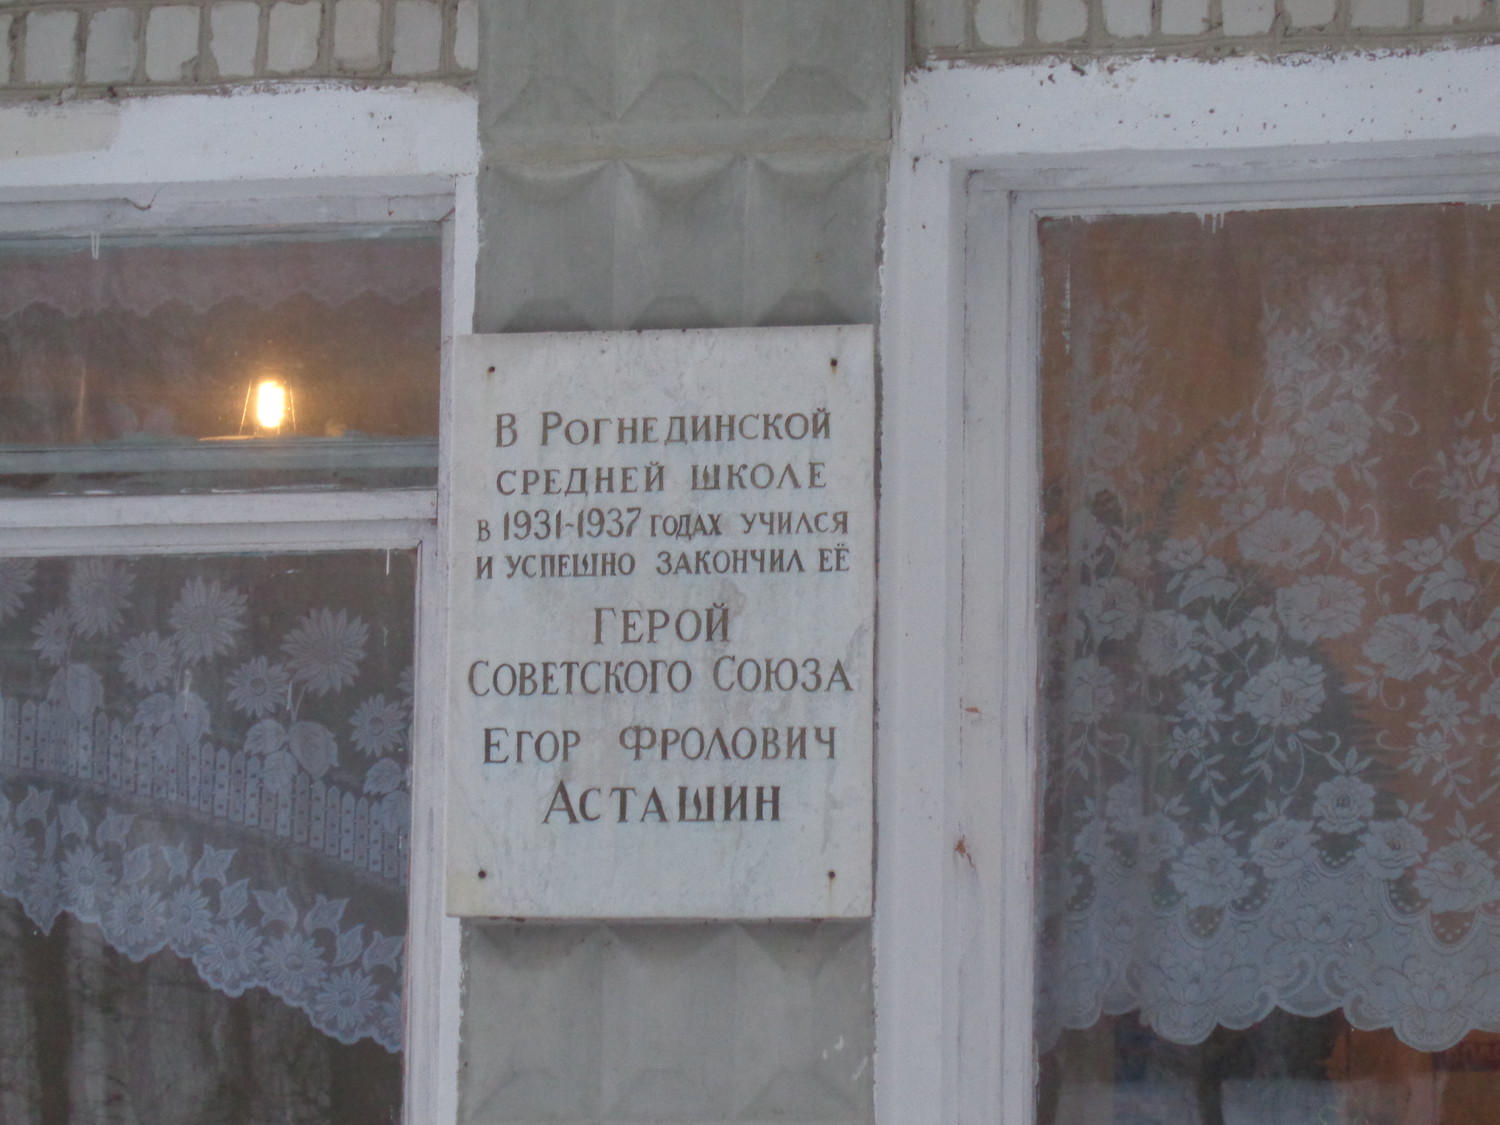 В Рогнединской
средней школе
в 1931-1937 годах учился
и успешно закончил её
Герой
Советского Союза
Егор Фролович
Асташин